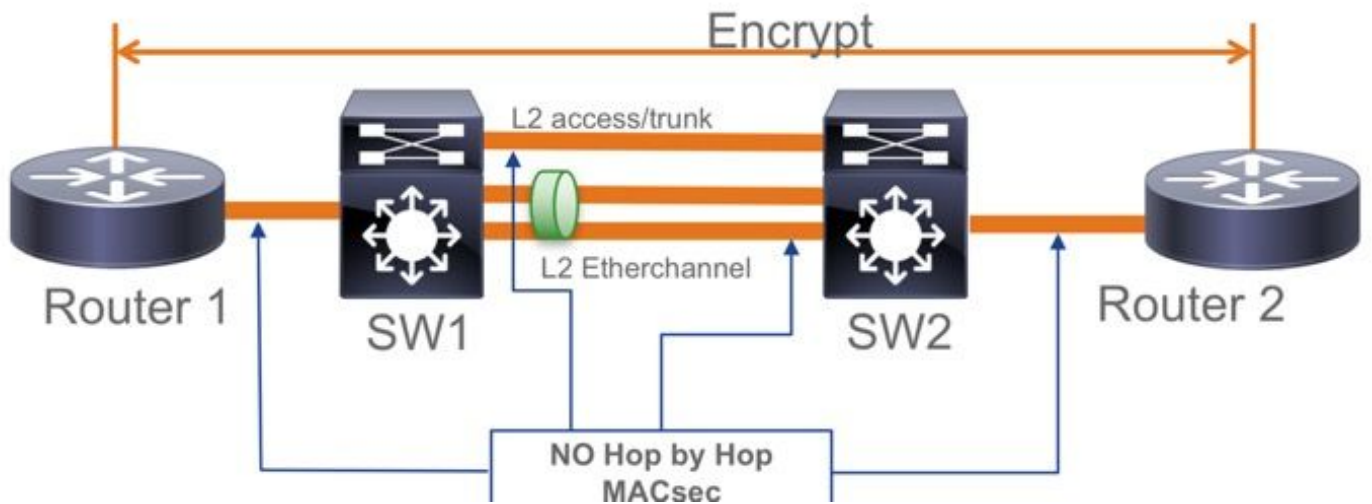 Encrypt
L2 access/trunk
L2 Etherchannel
Router 1
SW1
SW2
Router 2
NO Hop by Hop
MACsec